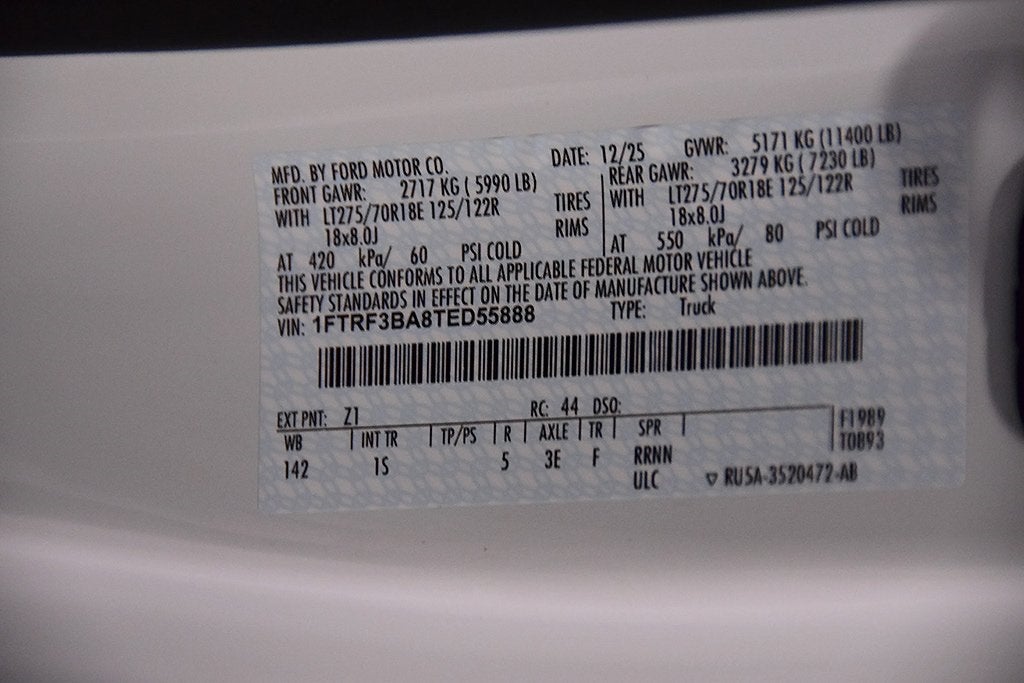 MFD. BY FORD MOTOR CO. DATE: 12/25 GVWR: 5171 KG (11400 LB)
FRONT GAWR: 2717 KG ( 5990 LB) REAR GAWR: 3279 KG ( 7230 LB)
WITH LT275/70R18E 125/122R TIRES WITH LT275/70R18E 125/122R TIRES
18x8.0J RIMS 18x8.0J RIMS
AT 420 kPa/ 60 PSI COLD AT 550 kPa/ 80 PSI COLD
THIS VEHICLE CONFORMS TO ALL APPLICABLE FEDERAL MOTOR VEHICLE
SAFETY STANDARDS IN EFFECT ON THE DATE OF MANUFACTURE SHOWN ABOVE.
VIN: 1FTRF3BA8TED55888 TYPE: Truck
EXT PNT: Z1 RC: 44 DSO:
WB INT TR TP/PS R AXLE TR SPR F1989
T0893
142 1S 5 3E F RRNN
ULC RU5A-3520472-AB